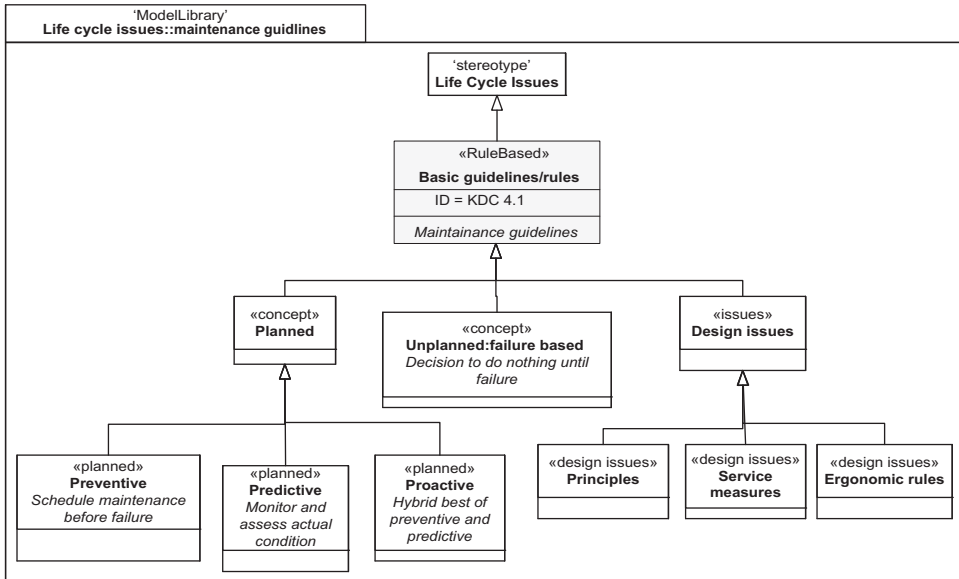 'ModelLibrary'
Life cycle issues::maintenance guidlines
'stereotype'
Life Cycle Issues
«RuleBased»
Basic guidelines/rules
ID = KDC 4.1
Maintainance guidelines
«concept»
Planned
«concept»
Unplanned:failure based
Decision to do nothing until
failure
«issues»
Design issues
«planned»
Preventive
Schedule maintenance
before failure
«planned»
Predictive
Monitor and
assess actual
condition
«planned»
Proactive
Hybrid best of
preventive and
predictive
«design issues»
Principles
«design issues»
Service
measures
«design issues»
Ergonomic rules